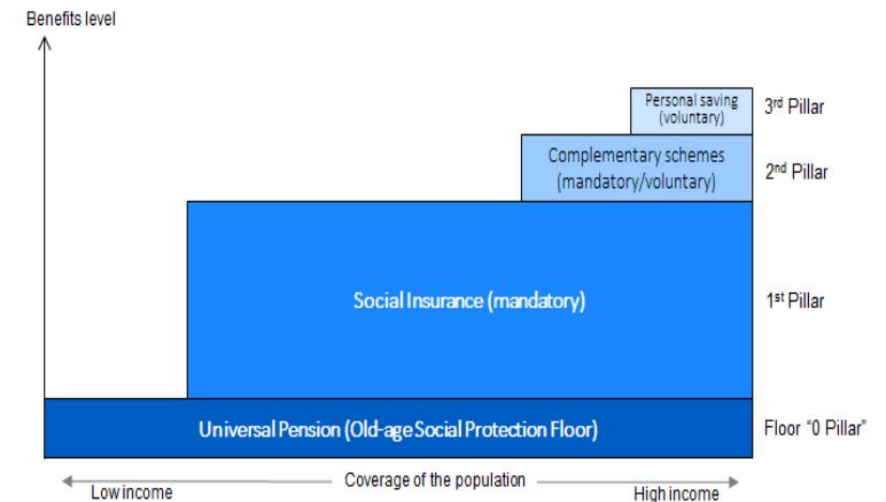 Benefits level
Personal saving
(voluntary)
3rd Pillar
Complementary schemes
(mandatory/voluntary)
2nd Pillar
Social Insurance (mandatory)
1st Pillar
Universal Pension (Old-age Social Protection Floor)
Floor “0 Pillar”
Coverage of the population
Low income
High income